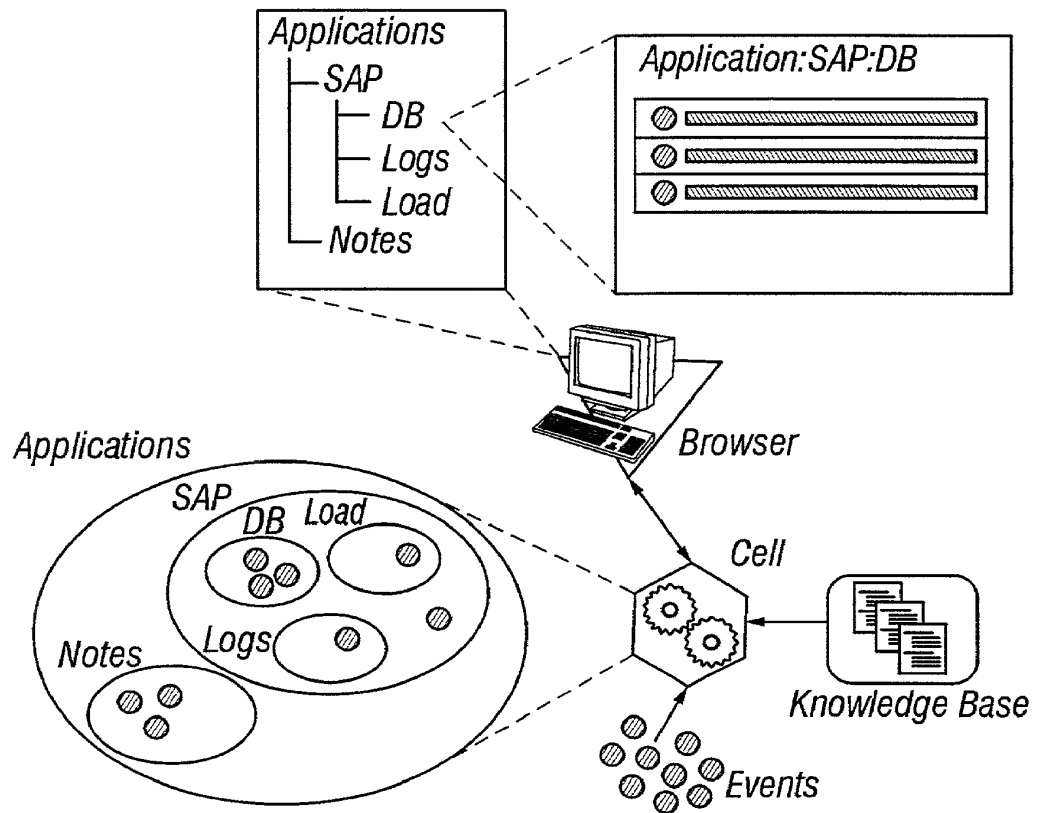 Applications
SAP
DB
Logs
Load
Notes
Application:SAP:DB
Browser
Applications
SAP
DB
Load
Logs
Notes
Cell
Knowledge Base
Events